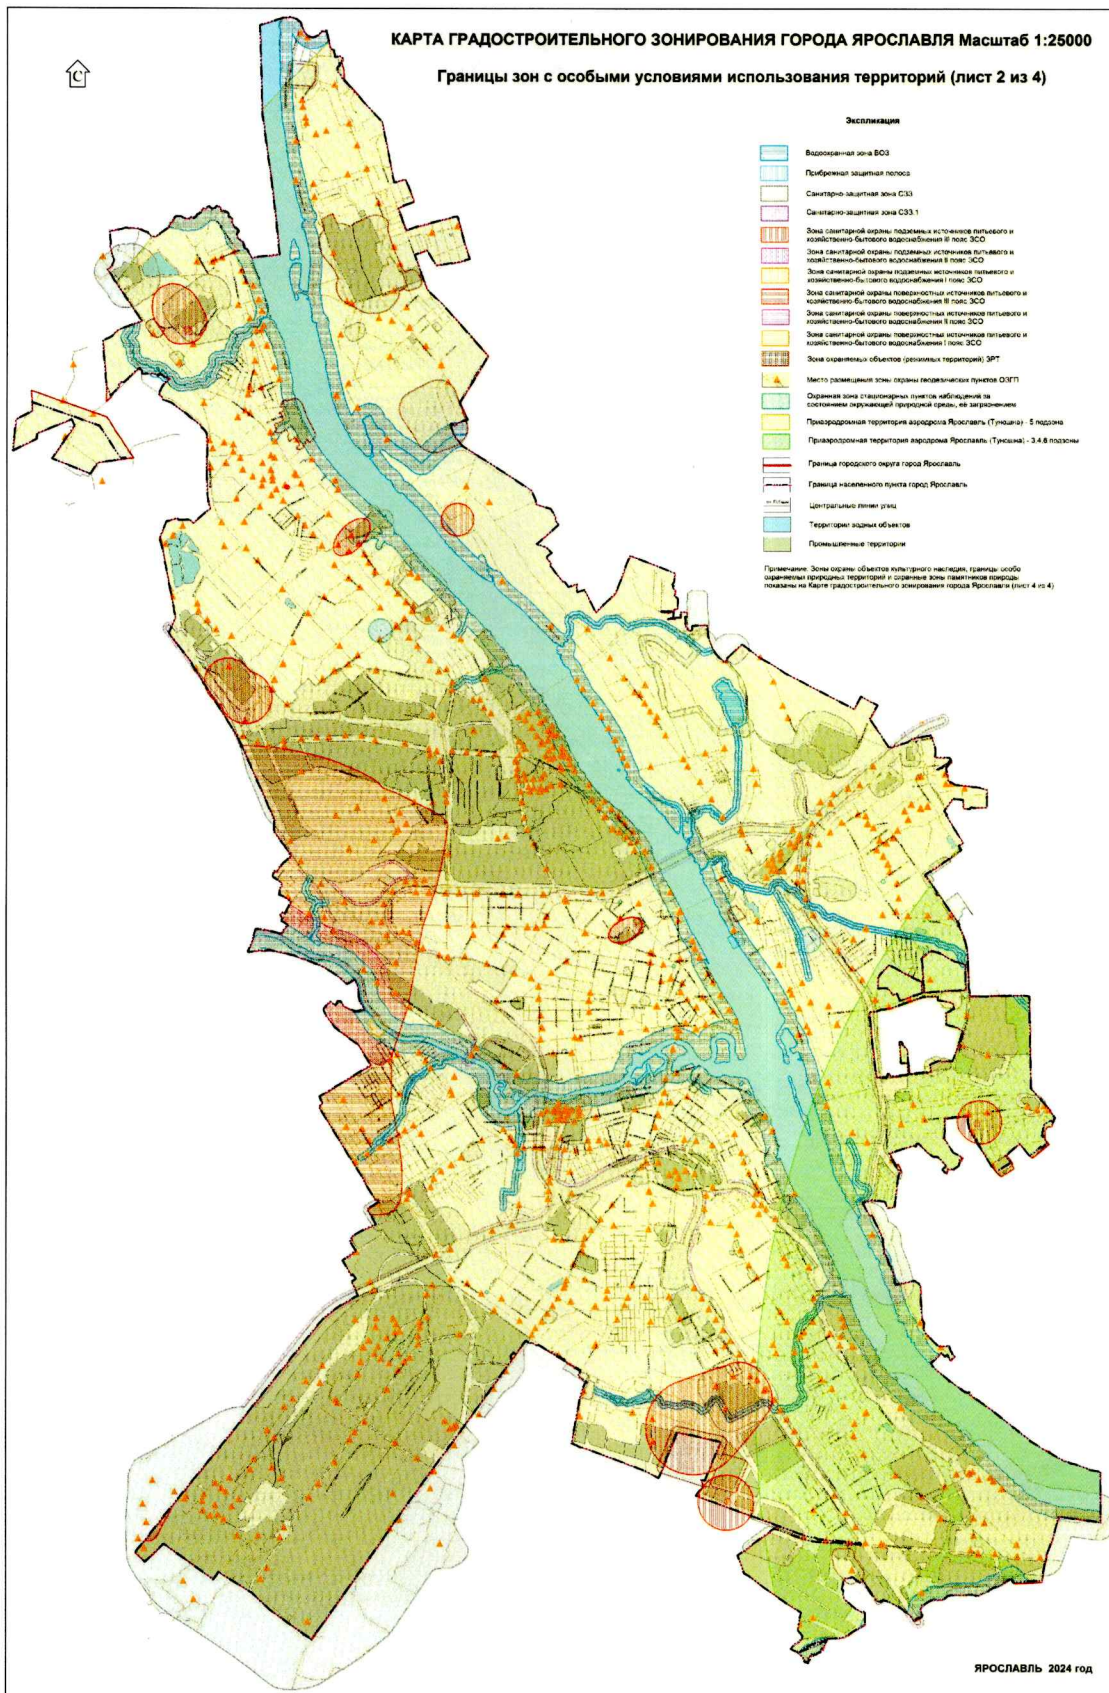 КАРТА ГРАДОСТРОИТЕЛЬНОГО ЗОНИРОВАНИЯ ГОРОДА ЯРОСЛАВЛЯ Масштаб 1:25000
С
Границы зон с особыми условиями использования территорий (лист 2 из 4)
Экспликация
Водоохранная зона ВОЗ
Прибрежная защитная полоса
Санитарно-защитная зона СЗЗ
Санитарно-защитная зона СЗЗ.1
Зона санитарной охраны подземных источников питьевого и
хозяйственно-бытового водоснабжения III пояс ЗСО
Зона санитарной охраны подземных источников питьевого и
хозяйственно-бытового водоснабжения II пояс ЗСО
Зона санитарной охраны подземных источников питьевого и
хозяйственно-бытового водоснабжения I пояс ЗСО
Зона санитарной охраны поверхностных источников питьевого и
хозяйственно-бытового водоснабжения III пояс ЗСО
Зона санитарной охраны поверхностных источников питьевого и
хозяйственно-бытового водоснабжения II пояс ЗСО
Зона санитарной охраны поверхностных источников питьевого и
хозяйственно-бытового водоснабжения I пояс ЗСО
Зона охраняемых объектов (режимных территорий) ЗРТ
Место размещения зоны охраны геодезических пунктов ОЗГП
Охранная зона стационарных пунктов наблюдений за
состоянием окружающей природной среды, её загрязнением
Приаэродромная территория аэродрома Ярославль (Туношна) - 5 подзона
Приаэродромная территория аэродрома Ярославль (Туношна) - 3,4,6 подзоны
Граница городского округа город Ярославль
Граница населенного пункта город Ярославль
Центральные линии улиц
Территории водных объектов
Промышленные территории
Примечание: Зоны охраны объектов культурного наследия, границы особо
охраняемых природных территорий и охранные зоны памятников природы
показаны на Карте градостроительного зонирования города Ярославля (лист 4 из 4)
ЯРОСЛАВЛЬ 2024 год